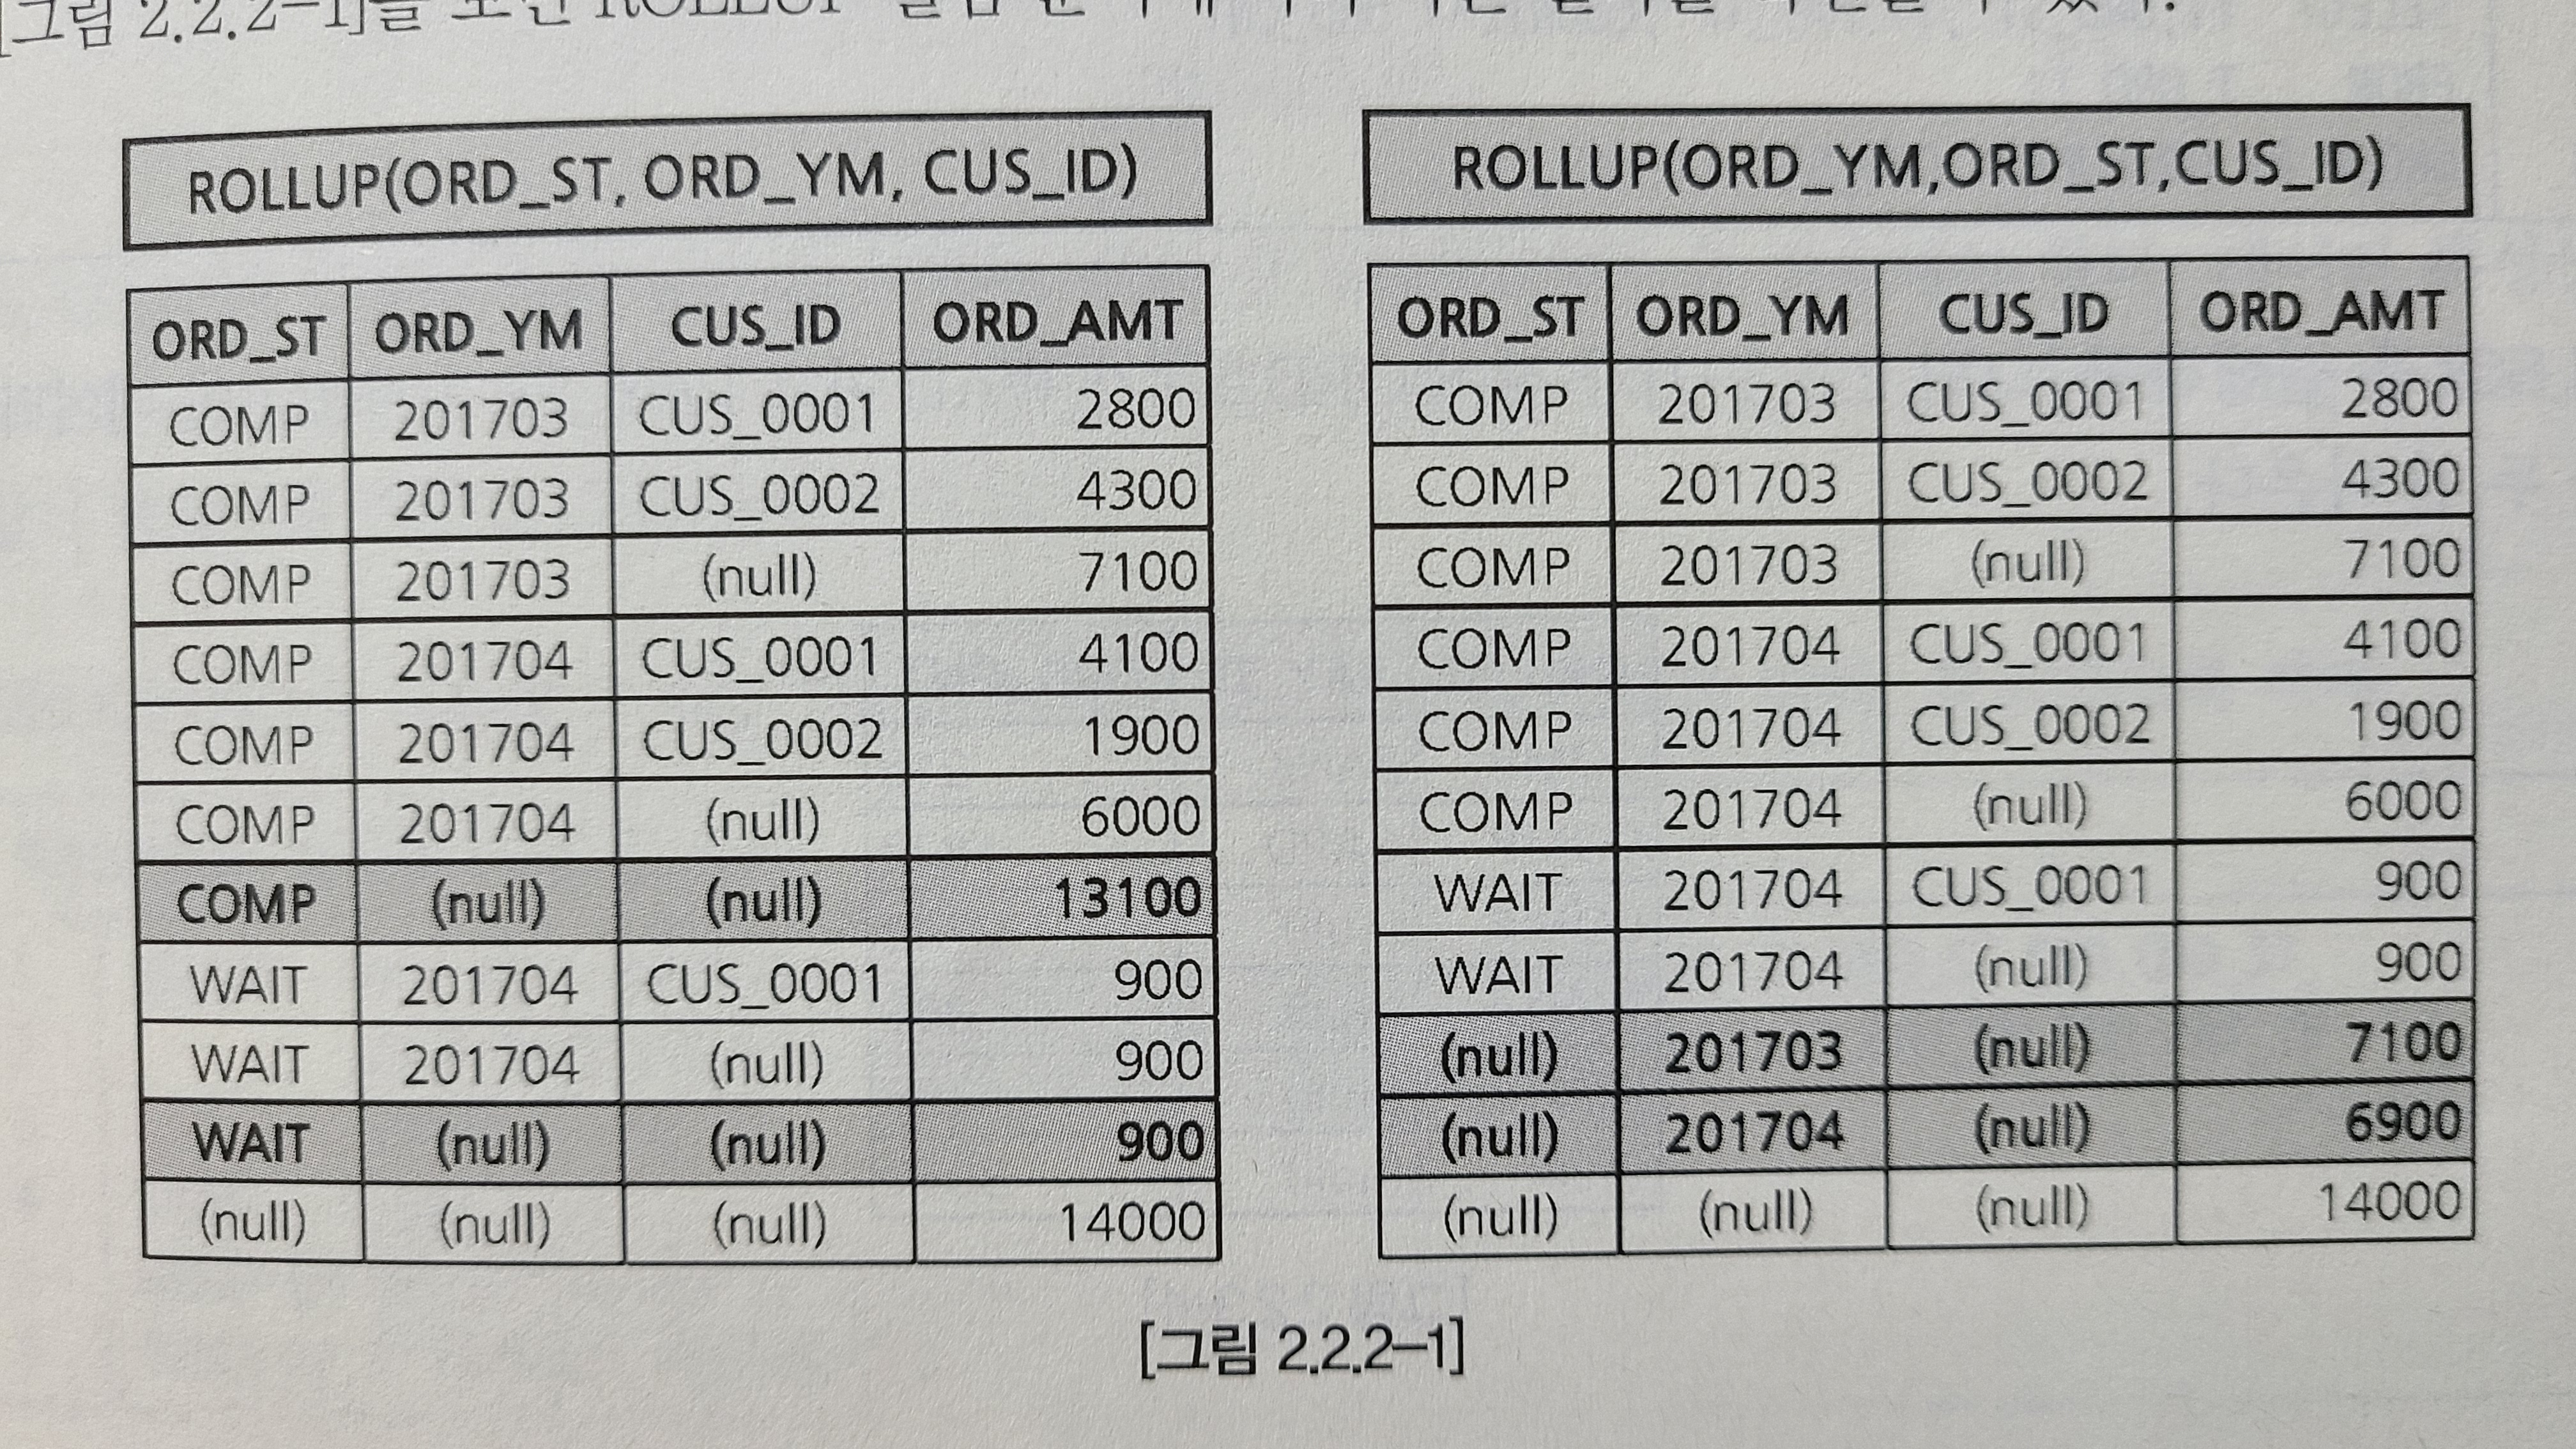 [그림 2.2.2-1]을 ROLLUP
ROLLUP(ORD_ST, ORD_YM, CUS_ID)
ORD_ST ORD_YM CUS_ID ORD_AMT
COMP 201703 CUS_0001 2800
COMP 201703 CUS_0002 4300
COMP 201703 (null) 7100
COMP 201704 CUS_0001 4100
COMP 201704 CUS_0002 1900
COMP 201704 (null) 6000
COMP (null) (null) 13100
WAIT 201704 CUS_0001 900
WAIT 201704 (null) 900
WAIT (null) (null) 900
(null) (null) (null) 14000
ROLLUP(ORD_YM,ORD_ST,CUS_ID)
ORD_ST ORD_YM CUS_ID ORD_AMT
COMP 201703 CUS_0001 2800
COMP 201703 CUS_0002 4300
COMP 201703 (null) 7100
COMP 201704 CUS_0001 4100
COMP 201704 CUS_0002 1900
COMP 201704 (null) 6000
WAIT 201704 CUS_0001 900
WAIT 201704 (null) 900
(null) 201703 (null) 7100
(null) 201704 (null) 6900
(null) (null) (null) 14000
[그림 2.2.2-1]